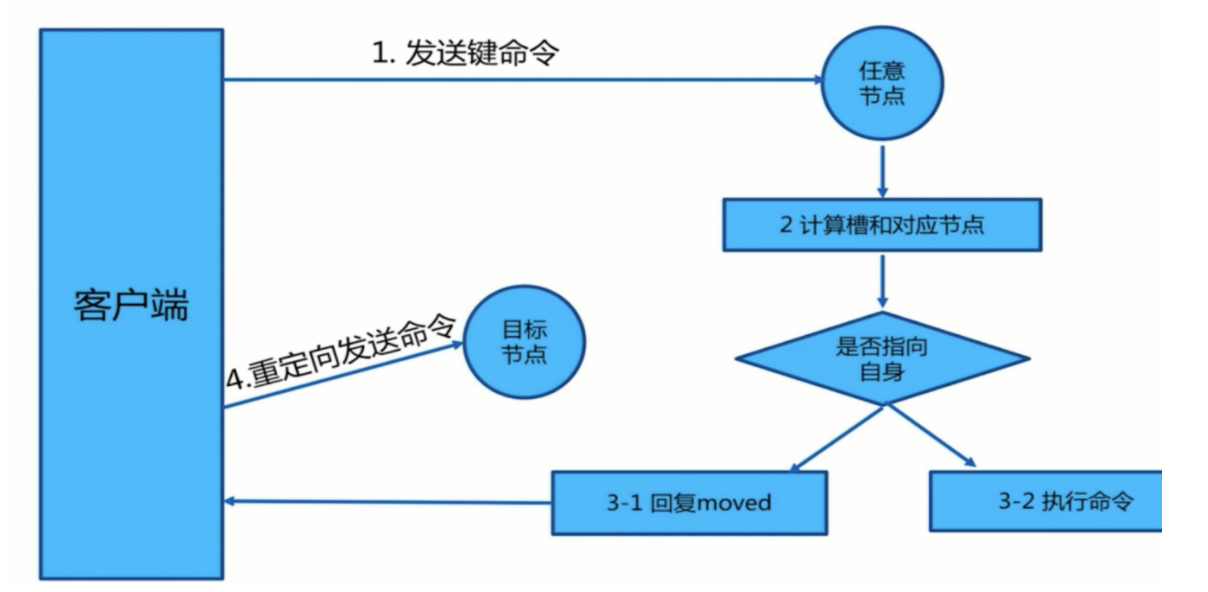 1. 发送键命令
任意
节点
2 计算槽和对应节点
客户端
4.重定向发送命令
目标
节点
是否指向
自身
3-1 回复moved
3-2 执行命令